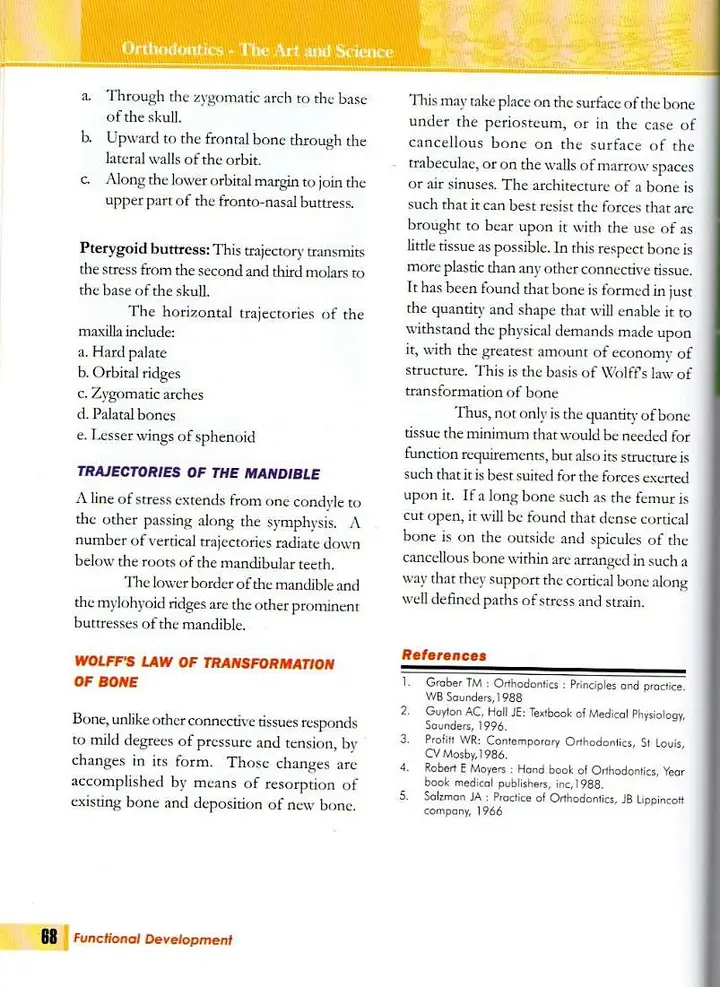 Orthodontics - The Art and Science
a. Through the zygomatic arch to the base
of the skull.
b. Upward to the frontal bone through the
lateral walls of the orbit.
c. Along the lower orbital margin to join the
upper part of the fronto-nasal buttress.
Pterygoid buttress: This trajectory transmits
the stress from the second and third molars to
the base of the skull.
The horizontal trajectories of the
maxilla include:
a. Hard palate
b. Orbital ridges
c. Zygomatic arches
d. Palatal bones
e. Lesser wings of sphenoid
TRAJECTORIES OF THE MANDIBLE
A line of stress extends from one condyle to
the other passing along the symphysis. A
number of vertical trajectories radiate down
below the roots of the mandibular teeth.
The lower border of the mandible and
the mylohyoid ridges are the other prominent
buttresses of the mandible.
WOLFF'S LAW OF TRANSFORMATION
OF BONE
Bone, unlike other connective tissues responds
to mild degrees of pressure and tension, by
changes in its form. Those changes are
accomplished by means of resorption of
existing bone and deposition of new bone.
This may take place on the surface of the bone
under the periosteum, or in the case of
cancellous bone on the surface of the
trabeculae, or on the walls of marrow spaces
or air sinuses. The architecture of a bone is
such that it can best resist the forces that are
brought to bear upon it with the use of as
little tissue as possible. In this respect bone is
more plastic than any other connective tissue.
It has been found that bone is formed in just
the quantity and shape that will enable it to
withstand the physical demands made upon
it, with the greatest amount of economy of
structure. This is the basis of Wolff's law of
transformation of bone
Thus, not only is the quantity of bone
tissue the minimum that would be needed for
function requirements, but also its structure is
such that it is best suited for the forces exerted
upon it. If a long bone such as the femur is
cut open, it will be found that dense cortical
bone is on the outside and spicules of the
cancellous bone within are arranged in such a
way that they support the cortical bone along
well defined paths of stress and strain.
References
1. Graber TM : Orthodontics : Principles and practice.
WB Saunders,1988
2. Guyton AC, Hall JE: Textbook of Medical Physiology,
Saunders, 1996.
3. Profitt WR: Contemporary Orthodontics, St Louis,
CV Mosby,1986.
4. Robert E Moyers : Hand book of Orthodontics, Year
book medical publishers, inc,1988.
5. Salzman JA : Practice of Orthodontics, JB Lippincott
company, 1966
68 Functional Development